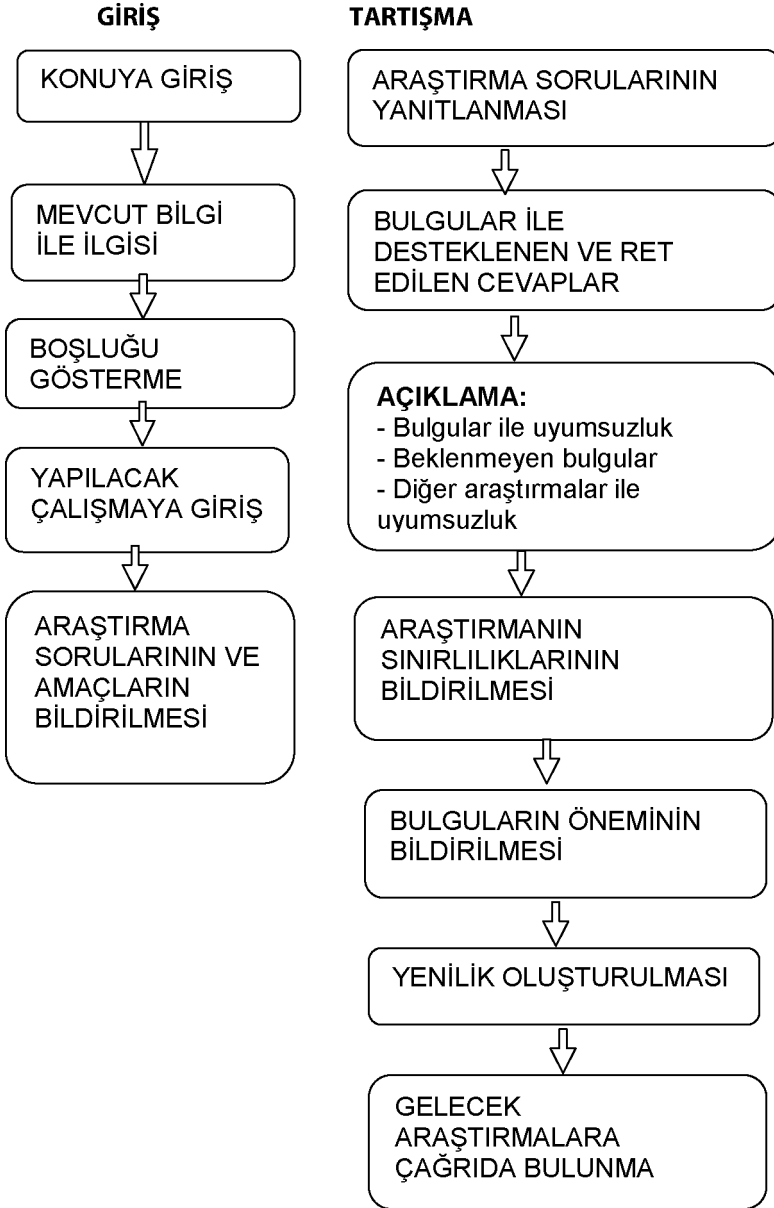 GİRİŞ
KONUYA GİRİŞ
MEVCUT BİLGİ
İLE İLGİSİ
BOŞLUĞU
GÖSTERME
YAPILACAK
ÇALIŞMAYA GİRİŞ
ARAŞTIRMA
SORULARININ VE
AMAÇLARIN
BİLDİRİLMESİ
TARTIŞMA
ARAŞTIRMA SORULARININ
YANITLANMASI
BULGULAR İLE
DESTEKLENEN VE RET
EDİLEN CEVAPLAR
AÇIKLAMA:
- Bulgular ile uyumsuzluk
- Beklenmeyen bulgular
- Diğer araştırmalar ile
uyumsuzluk
ARAŞTIRMANIN
SINIRLILIKLARININ
BİLDİRİLMESİ
BULGULARIN ÖNEMİNİN
BİLDİRİLMESİ
YENİLİK OLUŞTURULMASI
GELECEK
ARAŞTIRMALARA
ÇAĞRIDA BULUNMA